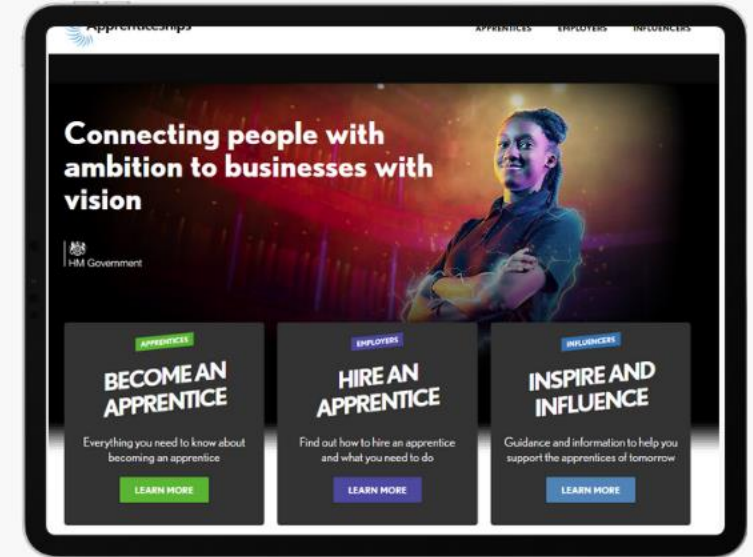 Apprenticeships
APPRENTICES EMPLOYERS INFLUENCERS
Connecting people with
ambition to businesses with
vision
HM Government
APPRENTICES
BECOME AN
APPRENTICE
Everything you need to know about
becoming an apprentice
LEARN MORE
EMPLOYERS
HIRE AN
APPRENTICE
Find out how to hire an apprentice
and what you need to do
LEARN MORE
INFLUENCERS
INSPIRE AND
INFLUENCE
Guidance and information to help you
support the apprentices of tomorrow
LEARN MORE